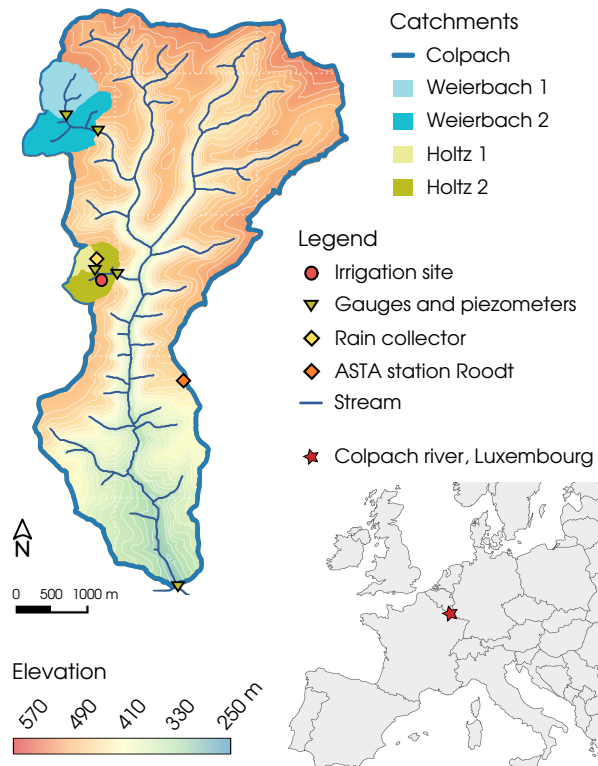 Catchments
Colpach
Weierbach 1
Weierbach 2
Holtz 1
Holtz 2
Legend
Irrigation site
Gauges and piezometers
Rain collector
ASTA station Roodt
Stream
Colpach river, Luxembourg
N
0 500 1000 m
Elevation
570 490 410 330 250 m